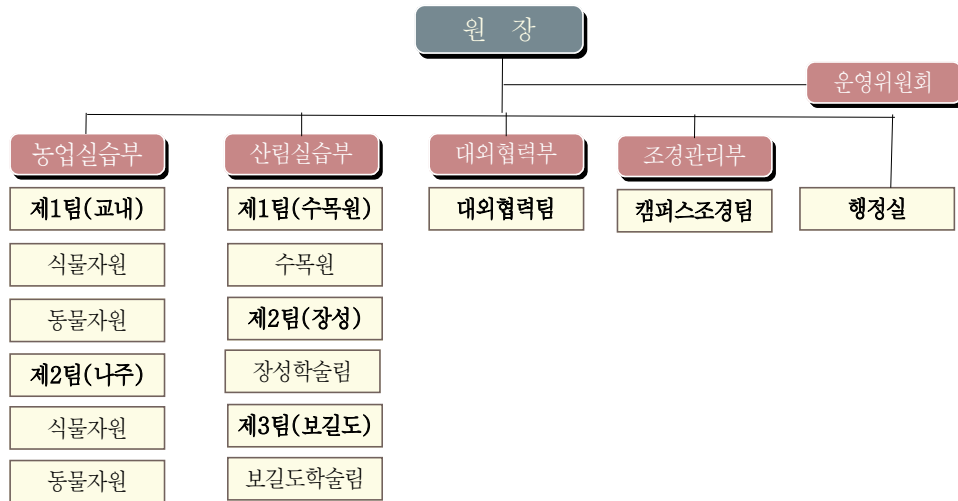 원 장
운영위원회
농업실습부
산림실습부
대외협력부
조경관리부
제1팀(교내)
제1팀(수목원)
대외협력팀
캠퍼스조경팀
행정실
식물자원
수목원
동물자원
제2팀(장성)
제2팀(나주)
장성학술림
식물자원
제3팀(보길도)
동물자원
보길도학술림